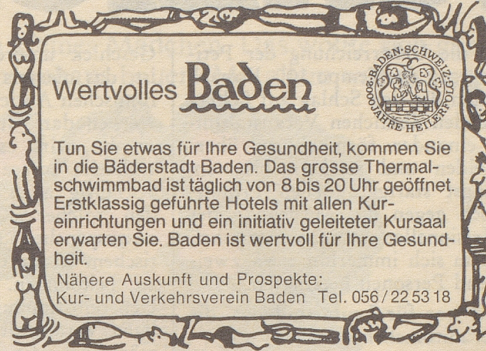 Wertvolles Baden
BADEN·SCHWEIZ·2000 JAHRE HEILERFOLG
Tun Sie etwas für Ihre Gesundheit, kommen Sie
in die Bäderstadt Baden. Das grosse Thermal-
schwimmbad ist täglich von 8 bis 20 Uhr geöffnet.
Erstklassig geführte Hotels mit allen Kur-
einrichtungen und ein initiativ geleiteter Kursaal
erwarten Sie. Baden ist wertvoll für Ihre Gesund-
heit.
Nähere Auskunft und Prospekte:
Kur- und Verkehrsverein Baden Tel. 056/22 53 18